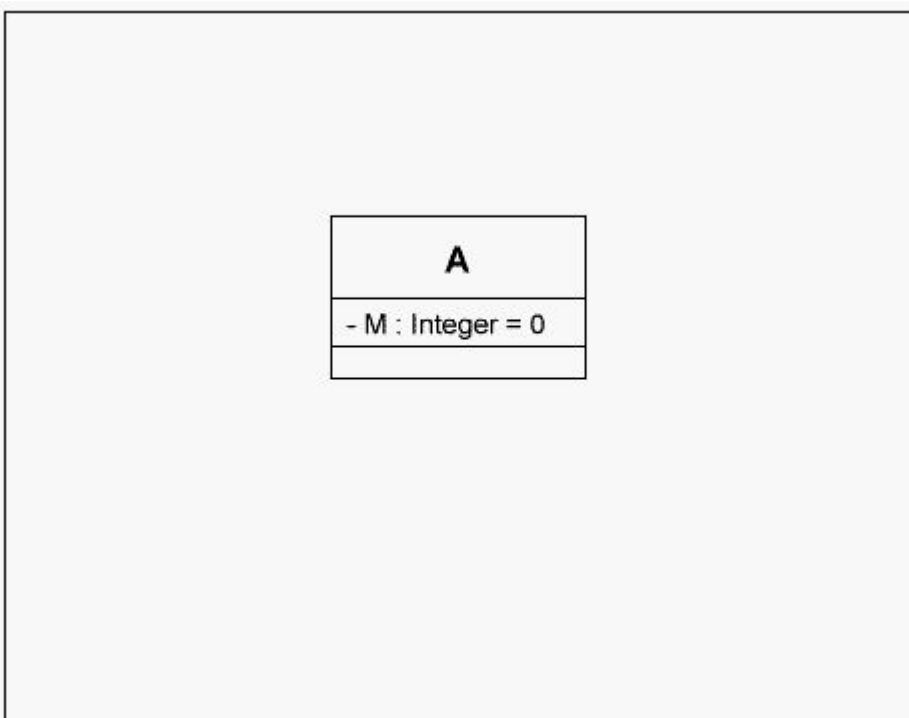 A
- M : Integer = 0